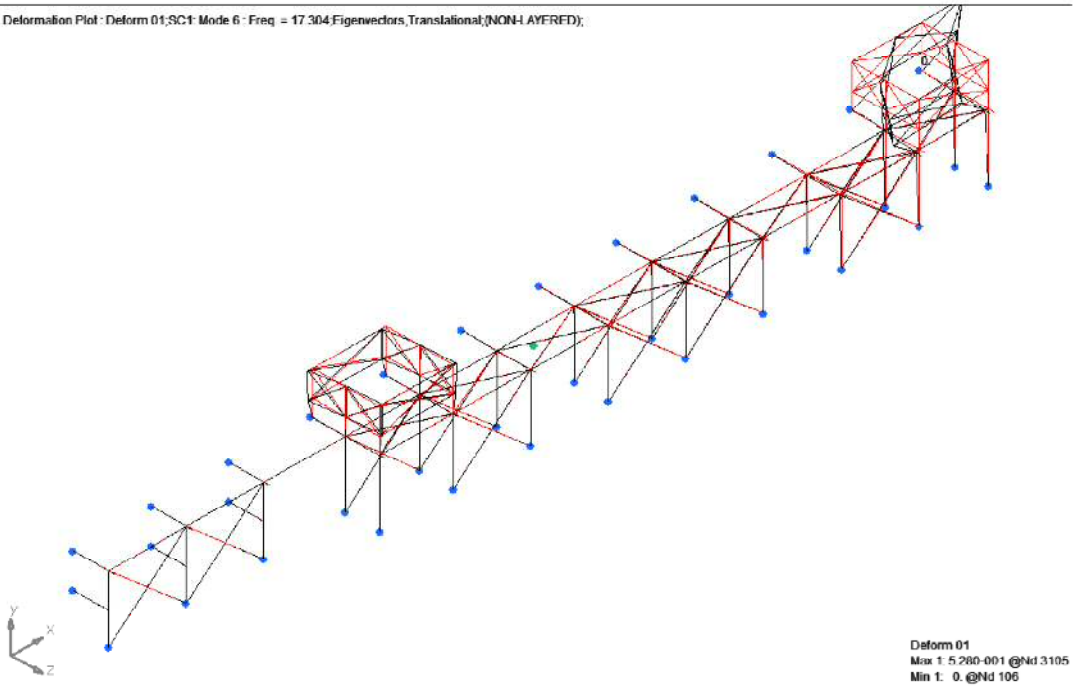 Deformation Plot : Deform 01;SC1: Mode 6 : Freq. = 17.304;Eigenvectors,Translational;(NON-LAYERED);
0.
Y
X
Z
Deform 01
Max 1: 5.280-001 @Nd 3105
Min 1: 0. @Nd 106